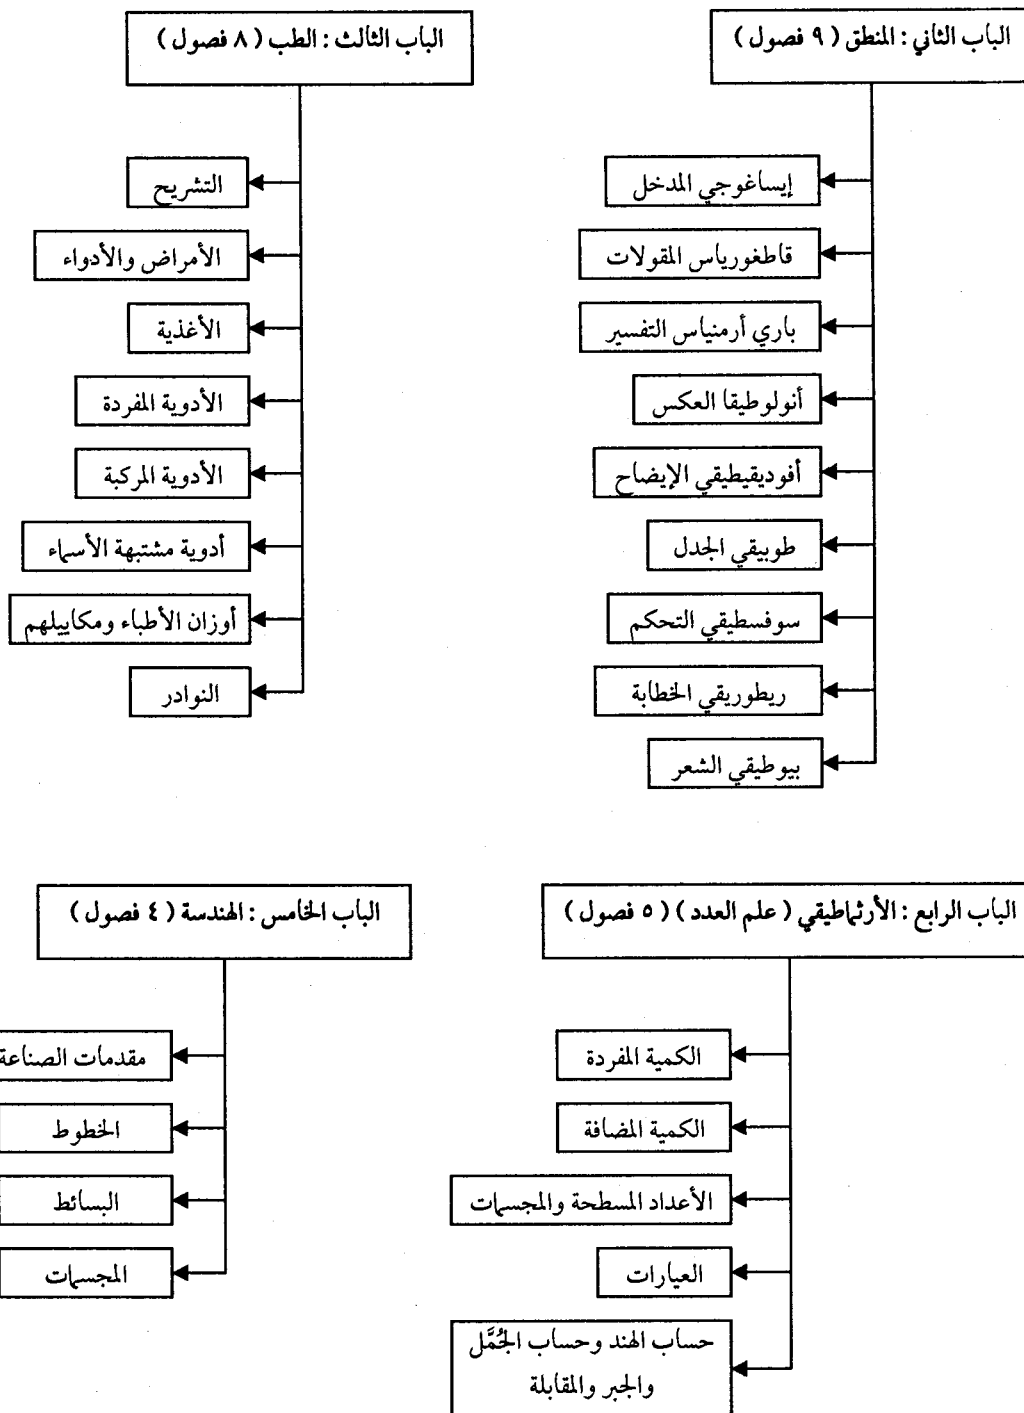 الباب الثاني : المنطق ( ٩ فصول )
إيساغوجي المدخل
قاطغورياس المقولات
باري أرمنياس التفسير
أنولوطيقا العكس
أفوديقيطيقي الإيضاح
طوبيقي الجدل
سوفسطيقي التحكم
ريطوريقي الخطابة
بيوطيقي الشعر
الباب الثالث : الطب ( ٨ فصول )
التشريح
الأمراض والأدواء
الأغذية
الأدوية المفردة
الأدوية المركبة
أدوية مشتبهة الأسماء
أوزان الأطباء ومكاييلهم
النوادر
الباب الرابع : الأرثماطيقي ( علم العدد ) ( ٥ فصول )
الكمية المفردة
الكمية المضافة
الأعداد المسطحة والمجسمات
العيارات
حساب الهند وحساب الجُمَّل
والجبر والمقابلة
الباب الخامس : الهندسة ( ٤ فصول )
مقدمات الصناعة
الخطوط
البسائط
المجسمات